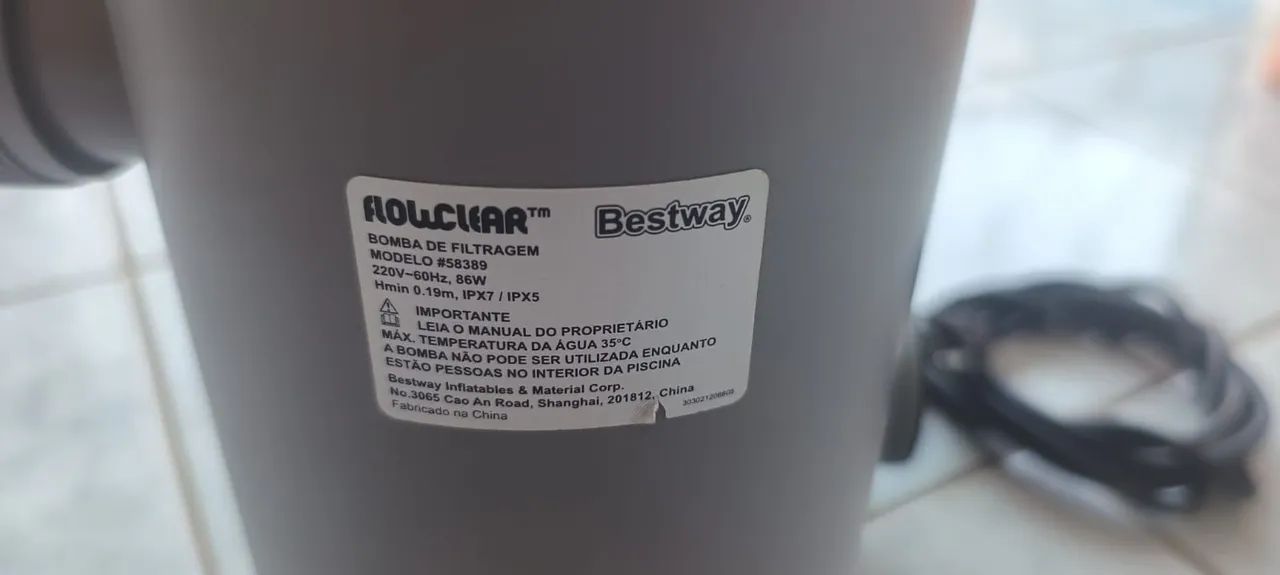 FLOWCLEAR™
Bestway®
BOMBA DE FILTRAGEM
MODELO #58389
220V~60Hz, 86W
Hmin 0.19m, IPX7 / IPX5
IMPORTANTE
LEIA O MANUAL DO PROPRIETÁRIO
MÁX. TEMPERATURA DA ÁGUA 35°C
A BOMBA NÃO PODE SER UTILIZADA ENQUANTO
ESTÃO PESSOAS NO INTERIOR DA PISCINA
Bestway Inflatables & Material Corp.
No.3065 Cao An Road, Shanghai, 201812, China
Fabricado na China